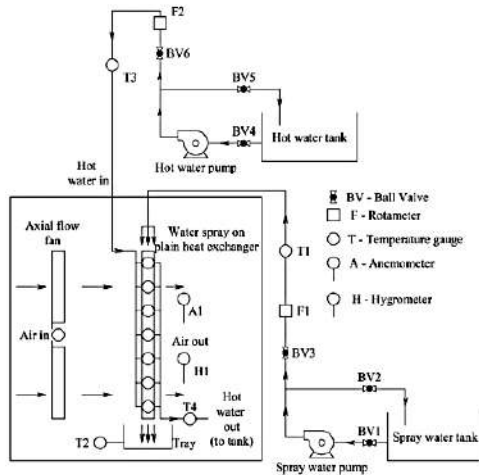 F2
BV6
T3
BV5
BV4
Hot water tank
Hot water pump
Hot
water in
BV - Ball Valve
F - Rotameter
T - Temperature gauge
A - Anemometer
H - Hygrometer
Axial flow
fan
Water spray on
plain heat exchanger
T1
A1
F1
Air in
Air out
H1
BV3
BV2
T4
Hot
water
out
(to tank)
T2
Tray
BV1
Spray water tank
Spray water pump